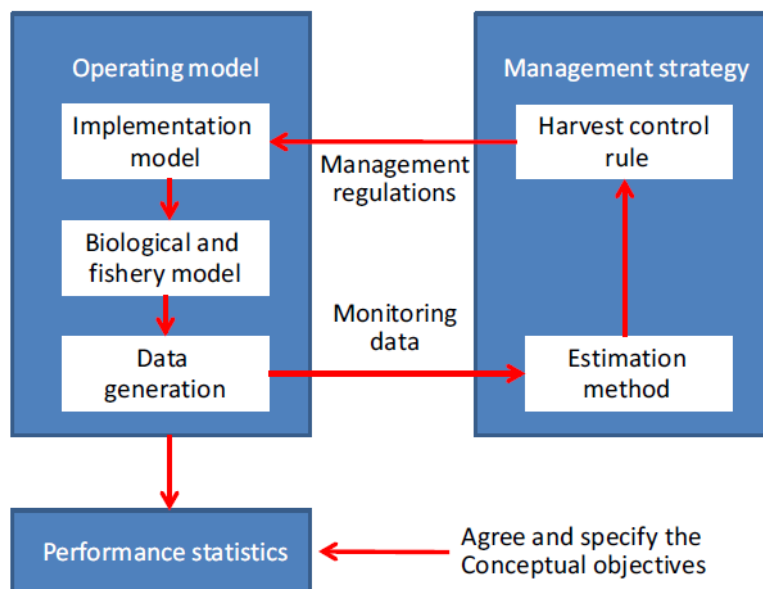 Operating model
Implementation
model
Biological and
fishery model
Data
generation
Management
regulations
Monitoring
data
Management strategy
Harvest control
rule
Estimation
method
Performance statistics
Agree and specify the
Conceptual objectives